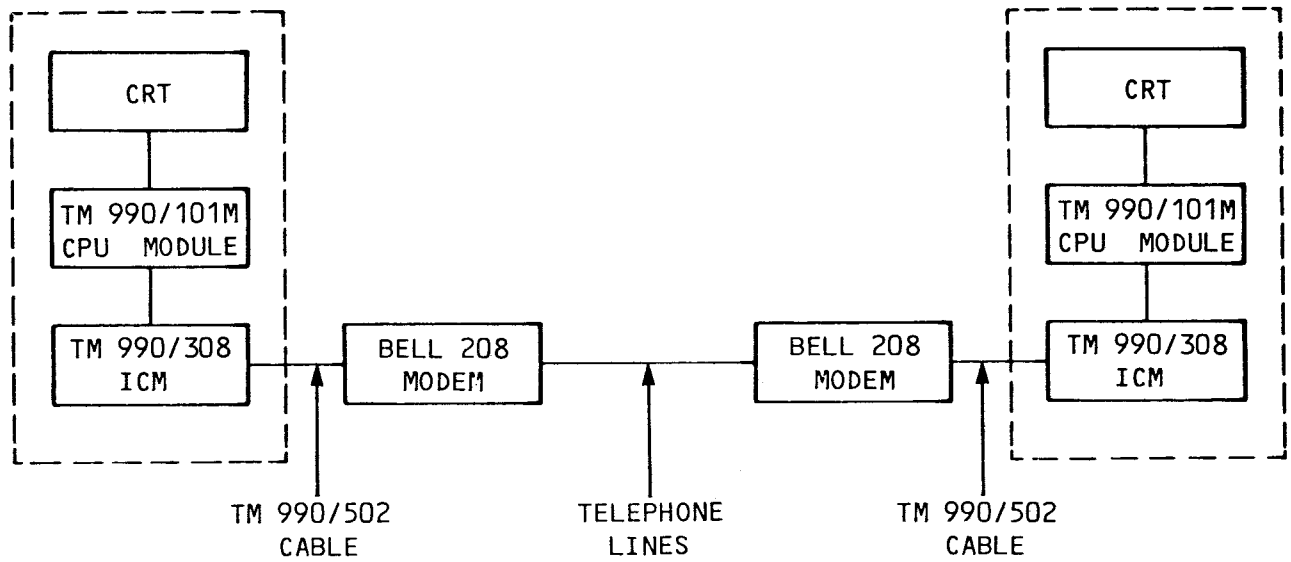 CRT
TM 990/101M
CPU MODULE
TM 990/308
ICM
BELL 208
MODEM
BELL 208
MODEM
CRT
TM 990/101M
CPU MODULE
TM 990/308
ICM
TM 990/502
CABLE
TELEPHONE
LINES
TM 990/502
CABLE